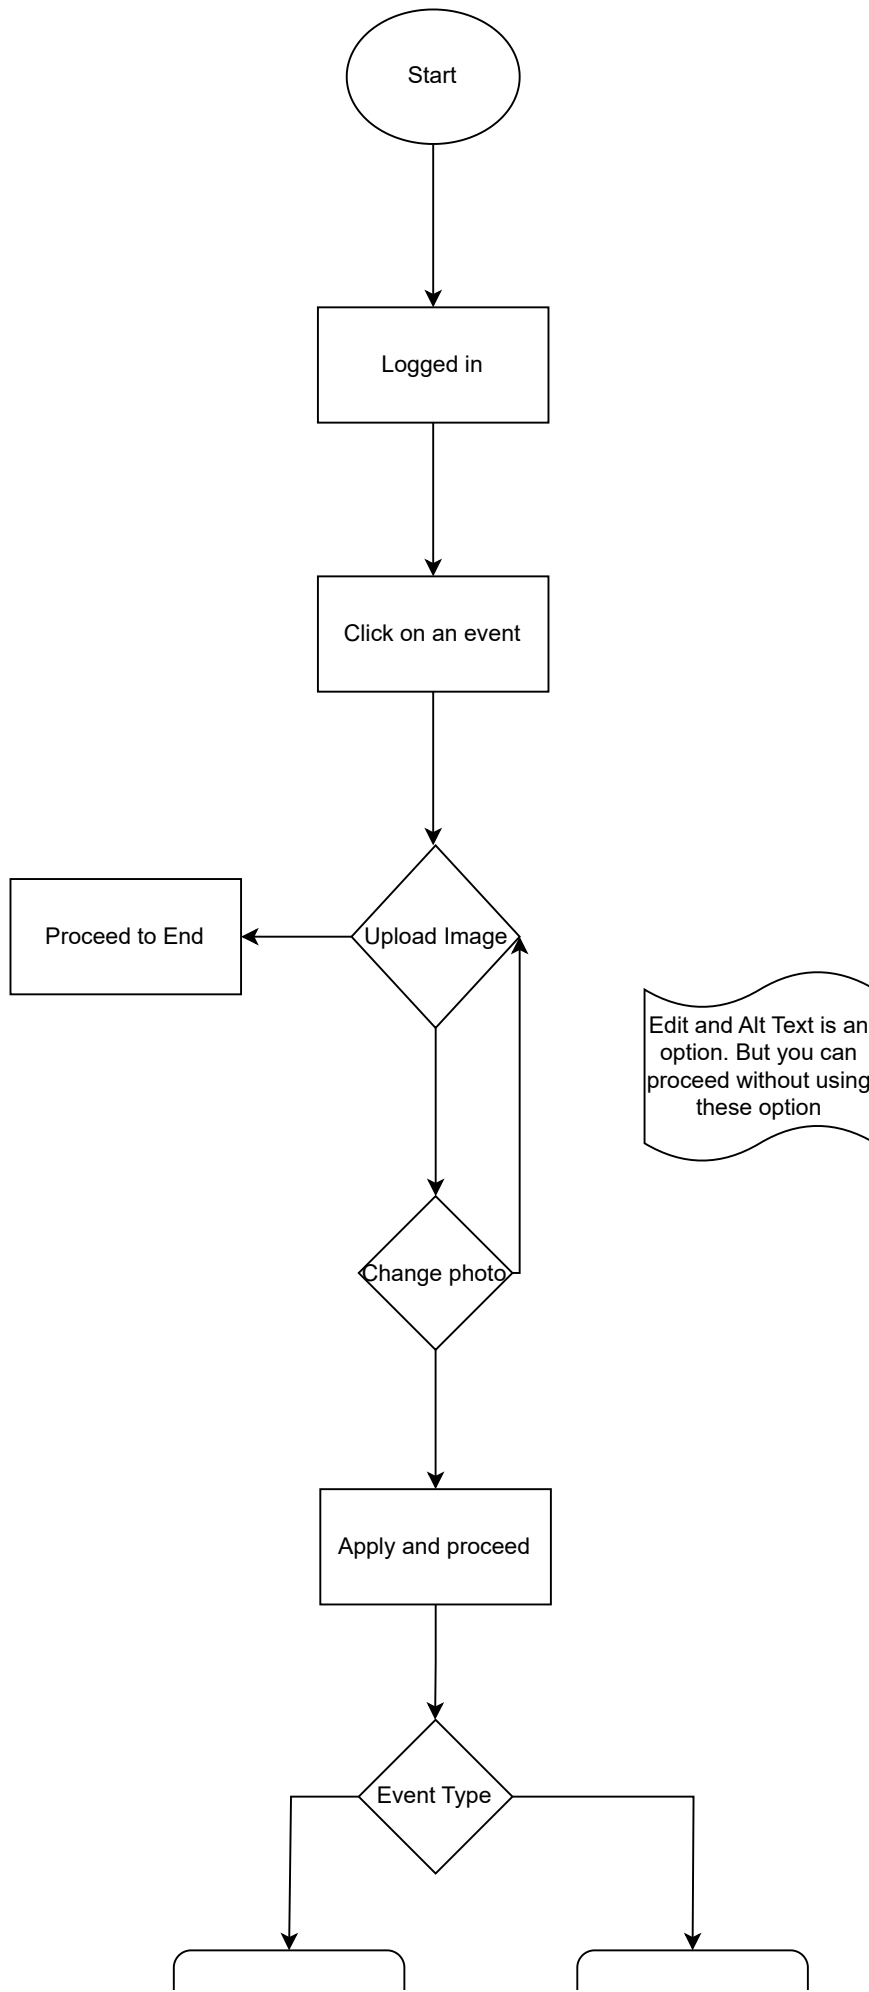 Start
Logged in
Click on an event
Proceed to End
Upload Image
Edit and Alt Text is an
option. But you can
proceed without using
these option
Change photo
Apply and proceed
Event Type